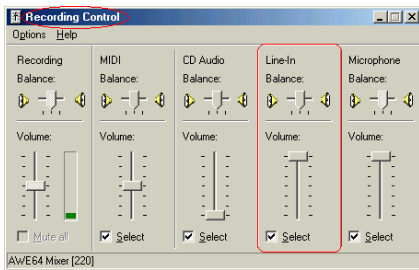 Recording Control
Options Help
Recording MIDI CD Audio Line-In Microphone
Balance: Balance: Balance: Balance: Balance:
Volume: Volume: Volume: Volume: Volume:
Mute all Select Select Select Select
AWE64 Mixer [220]